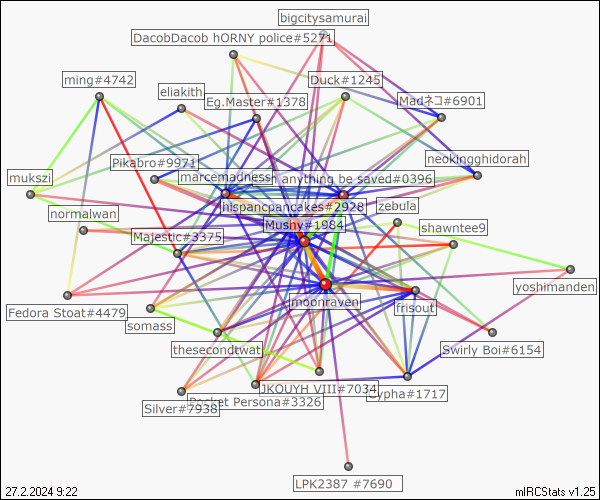 bigcitysamurai
DacobDacob hORNY police#5271
ming#4742
Duck#1245
eliakith
Eg.Master#1378
Madネコ#6901
Pikabro#9971
neokingghidorah
mukszi
marcemadness
anything be saved#0396
hispancpancakes#2928
zebula
normalwan
Mushy#1984
shawntee9
Majestic#3375
yoshimanden
moonraven
frisout
Fedora Stoat#4479
somass
thesecondtwat
Swirly Boi#6154
JKOUYH VIII#7034
Cypha#1717
Silver#7938
Pocket Persona#3326
LPK2387 #7690
27.2.2024 9:22
mIRCStats v1.25